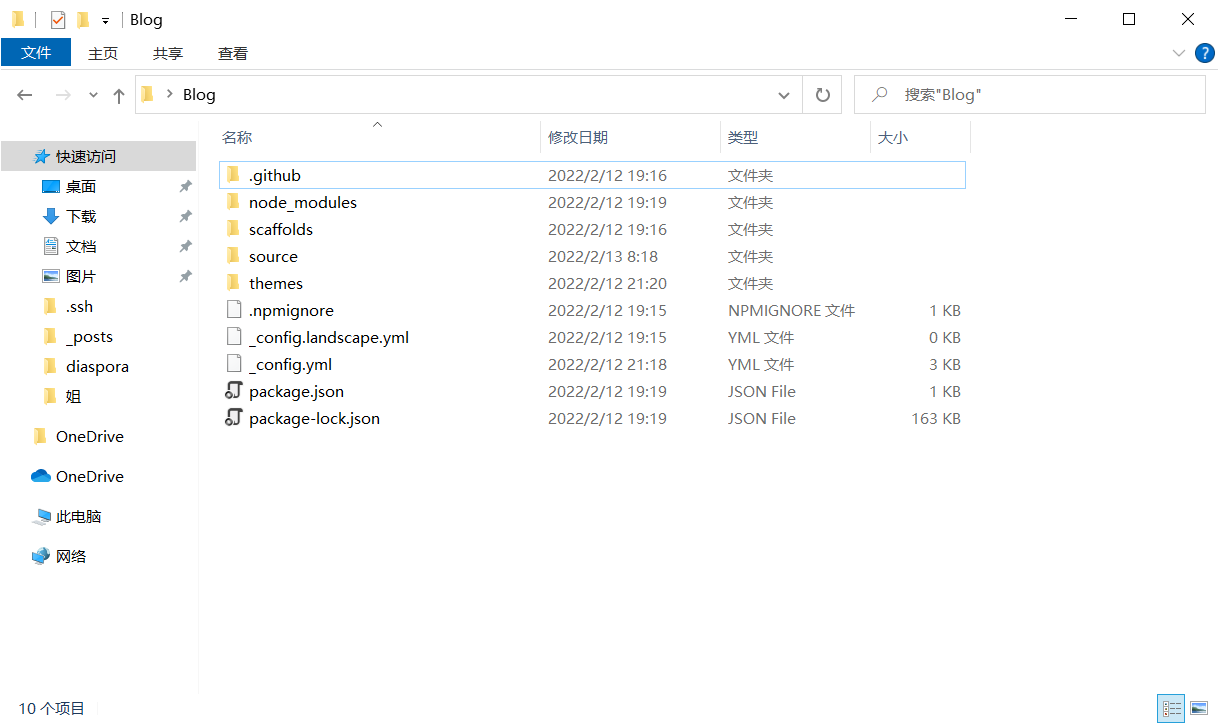 Blog
文件 主页 共享 查看
?
Blog 搜索"Blog"
名称 修改日期 类型 大小
快速访问
桌面
下载
文档
图片
.ssh
_posts
diaspora
姐
OneDrive
OneDrive
此电脑
网络
.github 2022/2/12 19:16 文件夹
node_modules 2022/2/12 19:19 文件夹
scaffolds 2022/2/12 19:16 文件夹
source 2022/2/13 8:18 文件夹
themes 2022/2/12 21:20 文件夹
.npmignore 2022/2/12 19:15 NPMIGNORE 文件 1 KB
_config.landscape.yml 2022/2/12 19:15 YML 文件 0 KB
_config.yml 2022/2/12 21:18 YML 文件 3 KB
package.json 2022/2/12 19:19 JSON File 1 KB
package-lock.json 2022/2/12 19:19 JSON File 163 KB
10 个项目